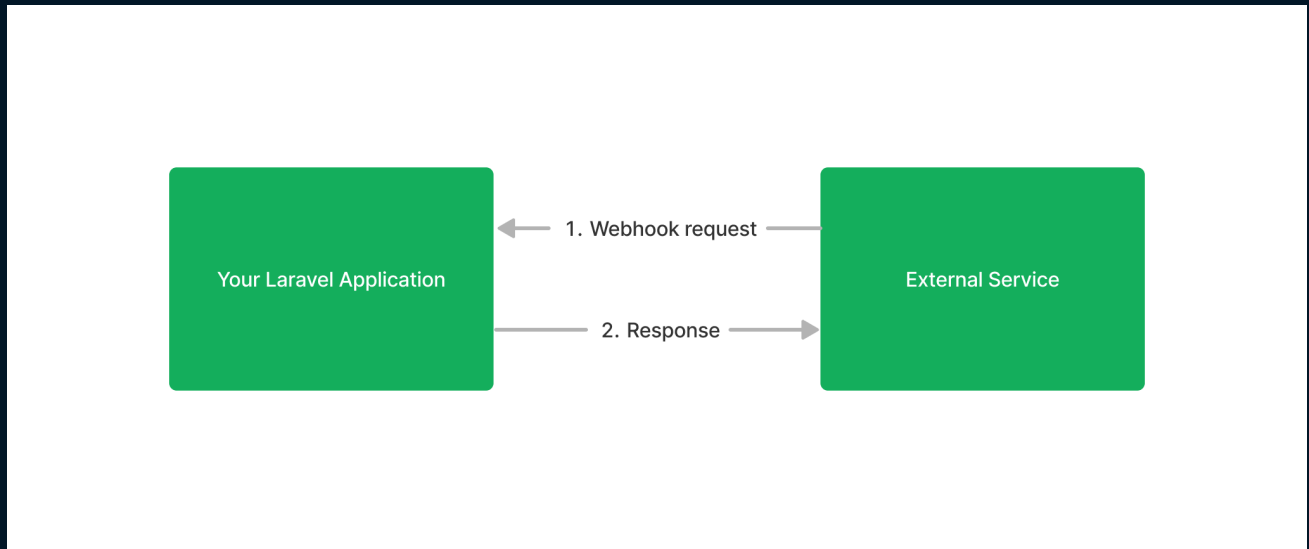 1. Webhook request
Your Laravel Application
External Service
2. Response